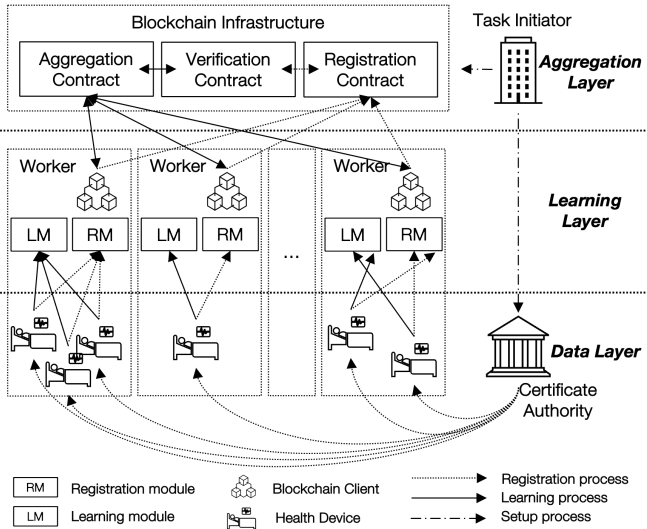 Blockchain Infrastructure
Task Initiator
Aggregation
Contract
Verification
Contract
Registration
Contract
Aggregation
Layer
Worker
Worker
Worker
LM
RM
LM
RM
...
LM
RM
Learning
Layer
Data Layer
Certificate
Authority
RM
Registration module
Blockchain Client
Registration process
Learning process
LM
Learning module
Health Device
Setup process